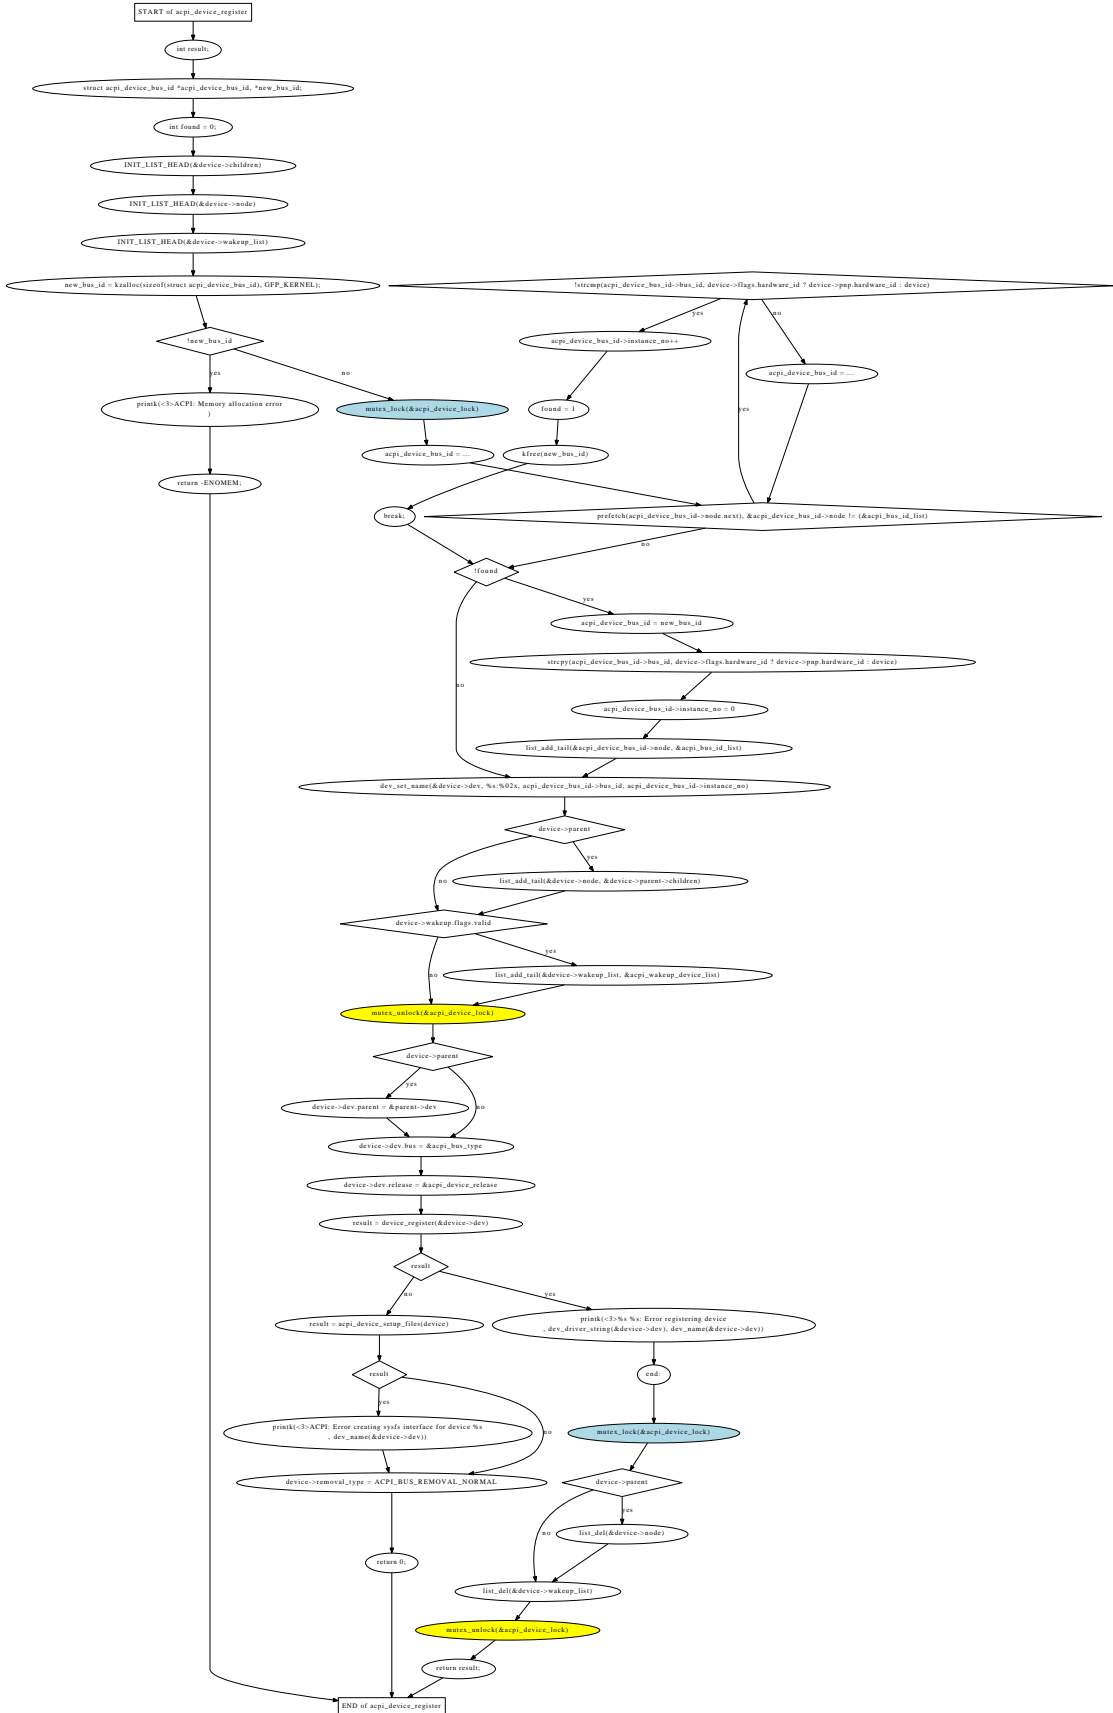 START of acpi_device_register
int result;
struct acpi_device_bus_id *acpi_device_bus_id, *new_bus_id;
int found = 0;
INIT_LIST_HEAD(&device->children)
INIT_LIST_HEAD(&device->node)
INIT_LIST_HEAD(&device->wakeup_list)
new_bus_id = kzalloc(sizeof(struct acpi_device_bus_id), GFP_KERNEL);
!strcmp(acpi_device_bus_id->bus_id, device->flags.hardware_id ? device->pnp.hardware_id : device)
yes
no
!new_bus_id
acpi_device_bus_id->instance_no++
yes
no
acpi_device_bus_id = ...
printk(<3>ACPI: Memory allocation error
)
mutex_lock(&acpi_device_lock)
found = 1
yes
acpi_device_bus_id = ...
kfree(new_bus_id)
return -ENOMEM;
break;
prefetch(acpi_device_bus_id->node.next), &acpi_device_bus_id->node != (&acpi_bus_id_list)
no
!found
yes
acpi_device_bus_id = new_bus_id
strcpy(acpi_device_bus_id->bus_id, device->flags.hardware_id ? device->pnp.hardware_id : device)
no
acpi_device_bus_id->instance_no = 0
list_add_tail(&acpi_device_bus_id->node, &acpi_bus_id_list)
dev_set_name(&device->dev, %s:%02x, acpi_device_bus_id->bus_id, acpi_device_bus_id->instance_no)
device->parent
yes
no
list_add_tail(&device->node, &device->parent->children)
device->wakeup.flags.valid
yes
no
list_add_tail(&device->wakeup_list, &acpi_wakeup_device_list)
mutex_unlock(&acpi_device_lock)
device->parent
yes
no
device->dev.parent = &parent->dev
device->dev.bus = &acpi_bus_type
device->dev.release = &acpi_device_release
result = device_register(&device->dev)
result
no
yes
result = acpi_device_setup_files(device)
printk(<3>%s %s: Error registering device
, dev_driver_string(&device->dev), dev_name(&device->dev))
result
end:
yes
no
printk(<3>ACPI: Error creating sysfs interface for device %s
, dev_name(&device->dev))
mutex_lock(&acpi_device_lock)
device->removal_type = ACPI_BUS_REMOVAL_NORMAL
device->parent
yes
no
list_del(&device->node)
return 0;
list_del(&device->wakeup_list)
mutex_unlock(&acpi_device_lock)
return result;
END of acpi_device_register